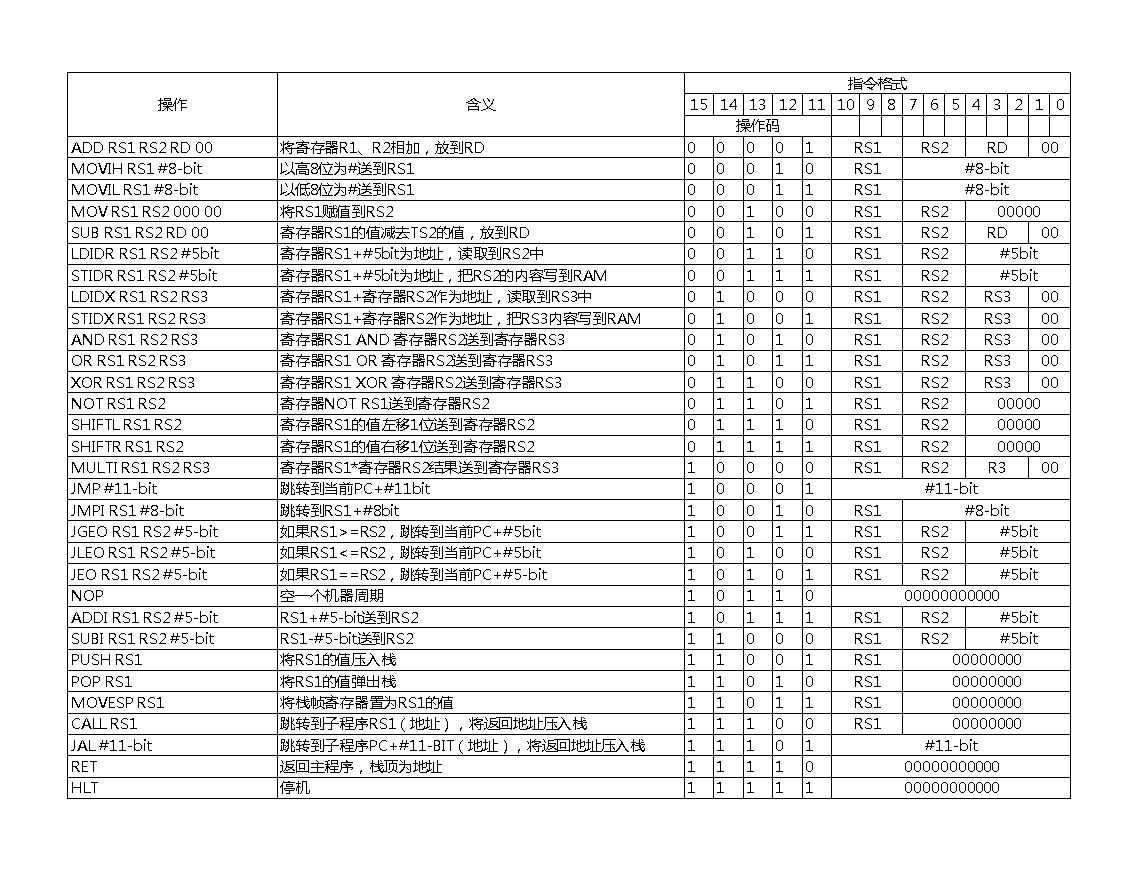 操作 含义 指令格式
15 14 13 12 11 10 9 8 7 6 5 4 3 2 1 0
操作码
ADD RS1 RS2 RD 00 将寄存器R1、R2相加，放到RD 0 0 0 0 1 RS1 RS2 RD 00
MOVIH RS1 #8-bit 以高8位为#送到RS1 0 0 0 1 0 RS1 #8-bit
MOVIL RS1 #8-bit 以低8位为#送到RS1 0 0 0 1 1 RS1 #8-bit
MOV RS1 RS2 000 00 将RS1赋值到RS2 0 0 1 0 0 RS1 RS2 00000
SUB RS1 RS2 RD 00 寄存器RS1的值减去TS2的值，放到RD 0 0 1 0 1 RS1 RS2 RD 00
LDIDR RS1 RS2 #5bit 寄存器RS1+#5bit为地址，读取到RS2中 0 0 1 1 0 RS1 RS2 #5bit
STIDR RS1 RS2 #5bit 寄存器RS1+#5bit为地址，把RS2的内容写到RAM 0 0 1 1 1 RS1 RS2 #5bit
LDIDX RS1 RS2 RS3 寄存器RS1+寄存器RS2作为地址，读取到RS3中 0 1 0 0 0 RS1 RS2 RS3 00
STIDX RS1 RS2 RS3 寄存器RS1+寄存器RS2作为地址，把RS3内容写到RAM 0 1 0 0 1 RS1 RS2 RS3 00
AND RS1 RS2 RS3 寄存器RS1 AND 寄存器RS2送到寄存器RS3 0 1 0 1 0 RS1 RS2 RS3 00
OR RS1 RS2 RS3 寄存器RS1 OR 寄存器RS2送到寄存器RS3 0 1 0 1 1 RS1 RS2 RS3 00
XOR RS1 RS2 RS3 寄存器RS1 XOR 寄存器RS2送到寄存器RS3 0 1 1 0 0 RS1 RS2 RS3 00
NOT RS1 RS2 寄存器NOT RS1送到寄存器RS2 0 1 1 0 1 RS1 RS2 00000
SHIFTL RS1 RS2 寄存器RS1的值左移1位送到寄存器RS2 0 1 1 1 0 RS1 RS2 00000
SHIFTR RS1 RS2 寄存器RS1的值右移1位送到寄存器RS2 0 1 1 1 0 RS1 RS2 00000
MULTI RS1 RS2 RS3 寄存器RS1*寄存器RS2结果送到寄存器RS3 1 0 0 0 0 RS1 RS2 R3 00
JMP #11-bit 跳转到当前PC+#11bit 1 0 0 0 1 #11-bit
JMPI RS1 #8-bit 跳转到RS1+#8bit 1 0 0 1 0 RS1 #8-bit
JGEO RS1 RS2 #5-bit 如果RS1>=RS2，跳转到当前PC+#5bit 1 0 0 1 1 RS1 RS2 #5bit
JLEO RS1 RS2 #5-bit 如果RS1<=RS2，跳转到当前PC+#5bit 1 0 1 0 0 RS1 RS2 #5bit
JEO RS1 RS2 #5-bit 如果RS1==RS2，跳转到当前PC+#5-bit 1 0 1 0 1 RS1 RS2 #5bit
NOP 空一个机器周期 1 0 1 1 0 00000000000
ADDI RS1 RS2 #5-bit RS1+#5-bit送到RS2 1 0 1 1 1 RS1 RS2 #5bit
SUBI RS1 RS2 #5-bit RS1-#5-bit送到RS2 1 1 0 0 0 RS1 RS2 #5bit
PUSH RS1 将RS1的值压入栈 1 1 0 0 1 RS1 00000000
POP RS1 将RS1的值弹出栈 1 1 0 1 0 RS1 00000000
MOVESP RS1 将栈帧寄存器置为RS1的值 1 1 0 1 1 RS1 00000000
CALL RS1 跳转到子程序RS1（地址），将返回地址压入栈 1 1 1 0 0 RS1 00000000
JAL #11-bit 跳转到子程序PC+#11-BIT（地址），将返回地址压入栈 1 1 1 0 1 #11-bit
RET 返回主程序，栈顶为地址 1 1 1 1 0 00000000000
HLT 停机 1 1 1 1 1 00000000000